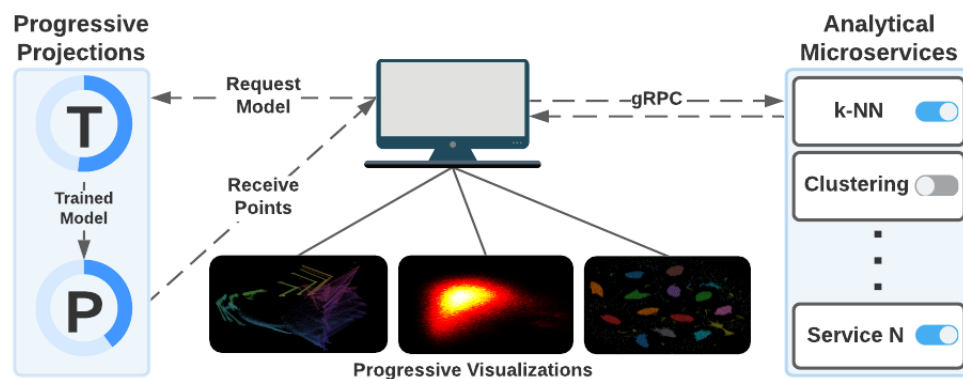 Progressive
Projections
T
Trained
Model
P
Request
Model
Receive
Points
gRPC
Progressive Visualizations
Analytical
Microservices
k-NN
Clustering
Service N